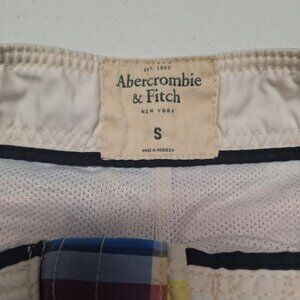 EST. 1892
Abercrombie
& Fitch
NEW YORK
S
MADE IN INDONESIA